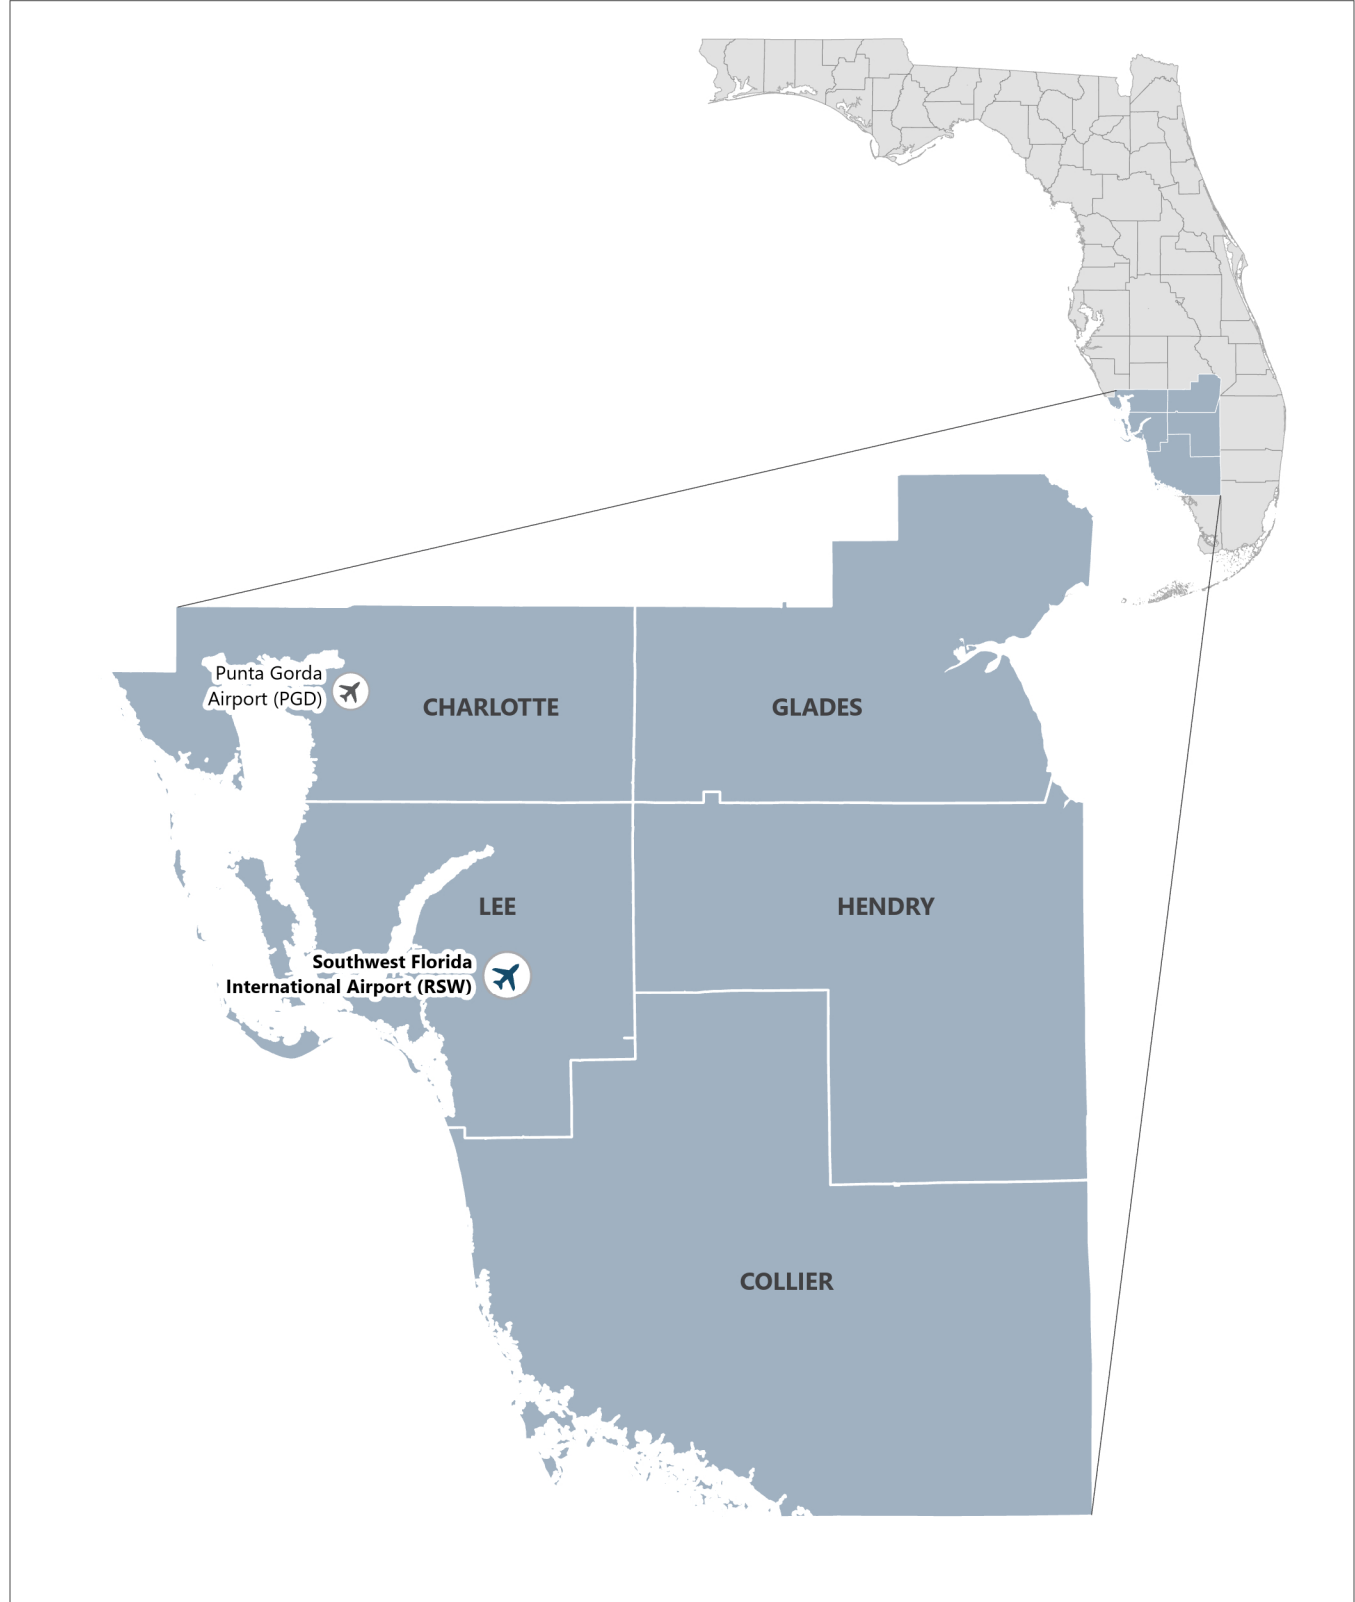 Punta Gorda
Airport (PGD)
CHARLOTTE
GLADES
LEE
HENDRY
Southwest Florida
International Airport (RSW)
COLLIER